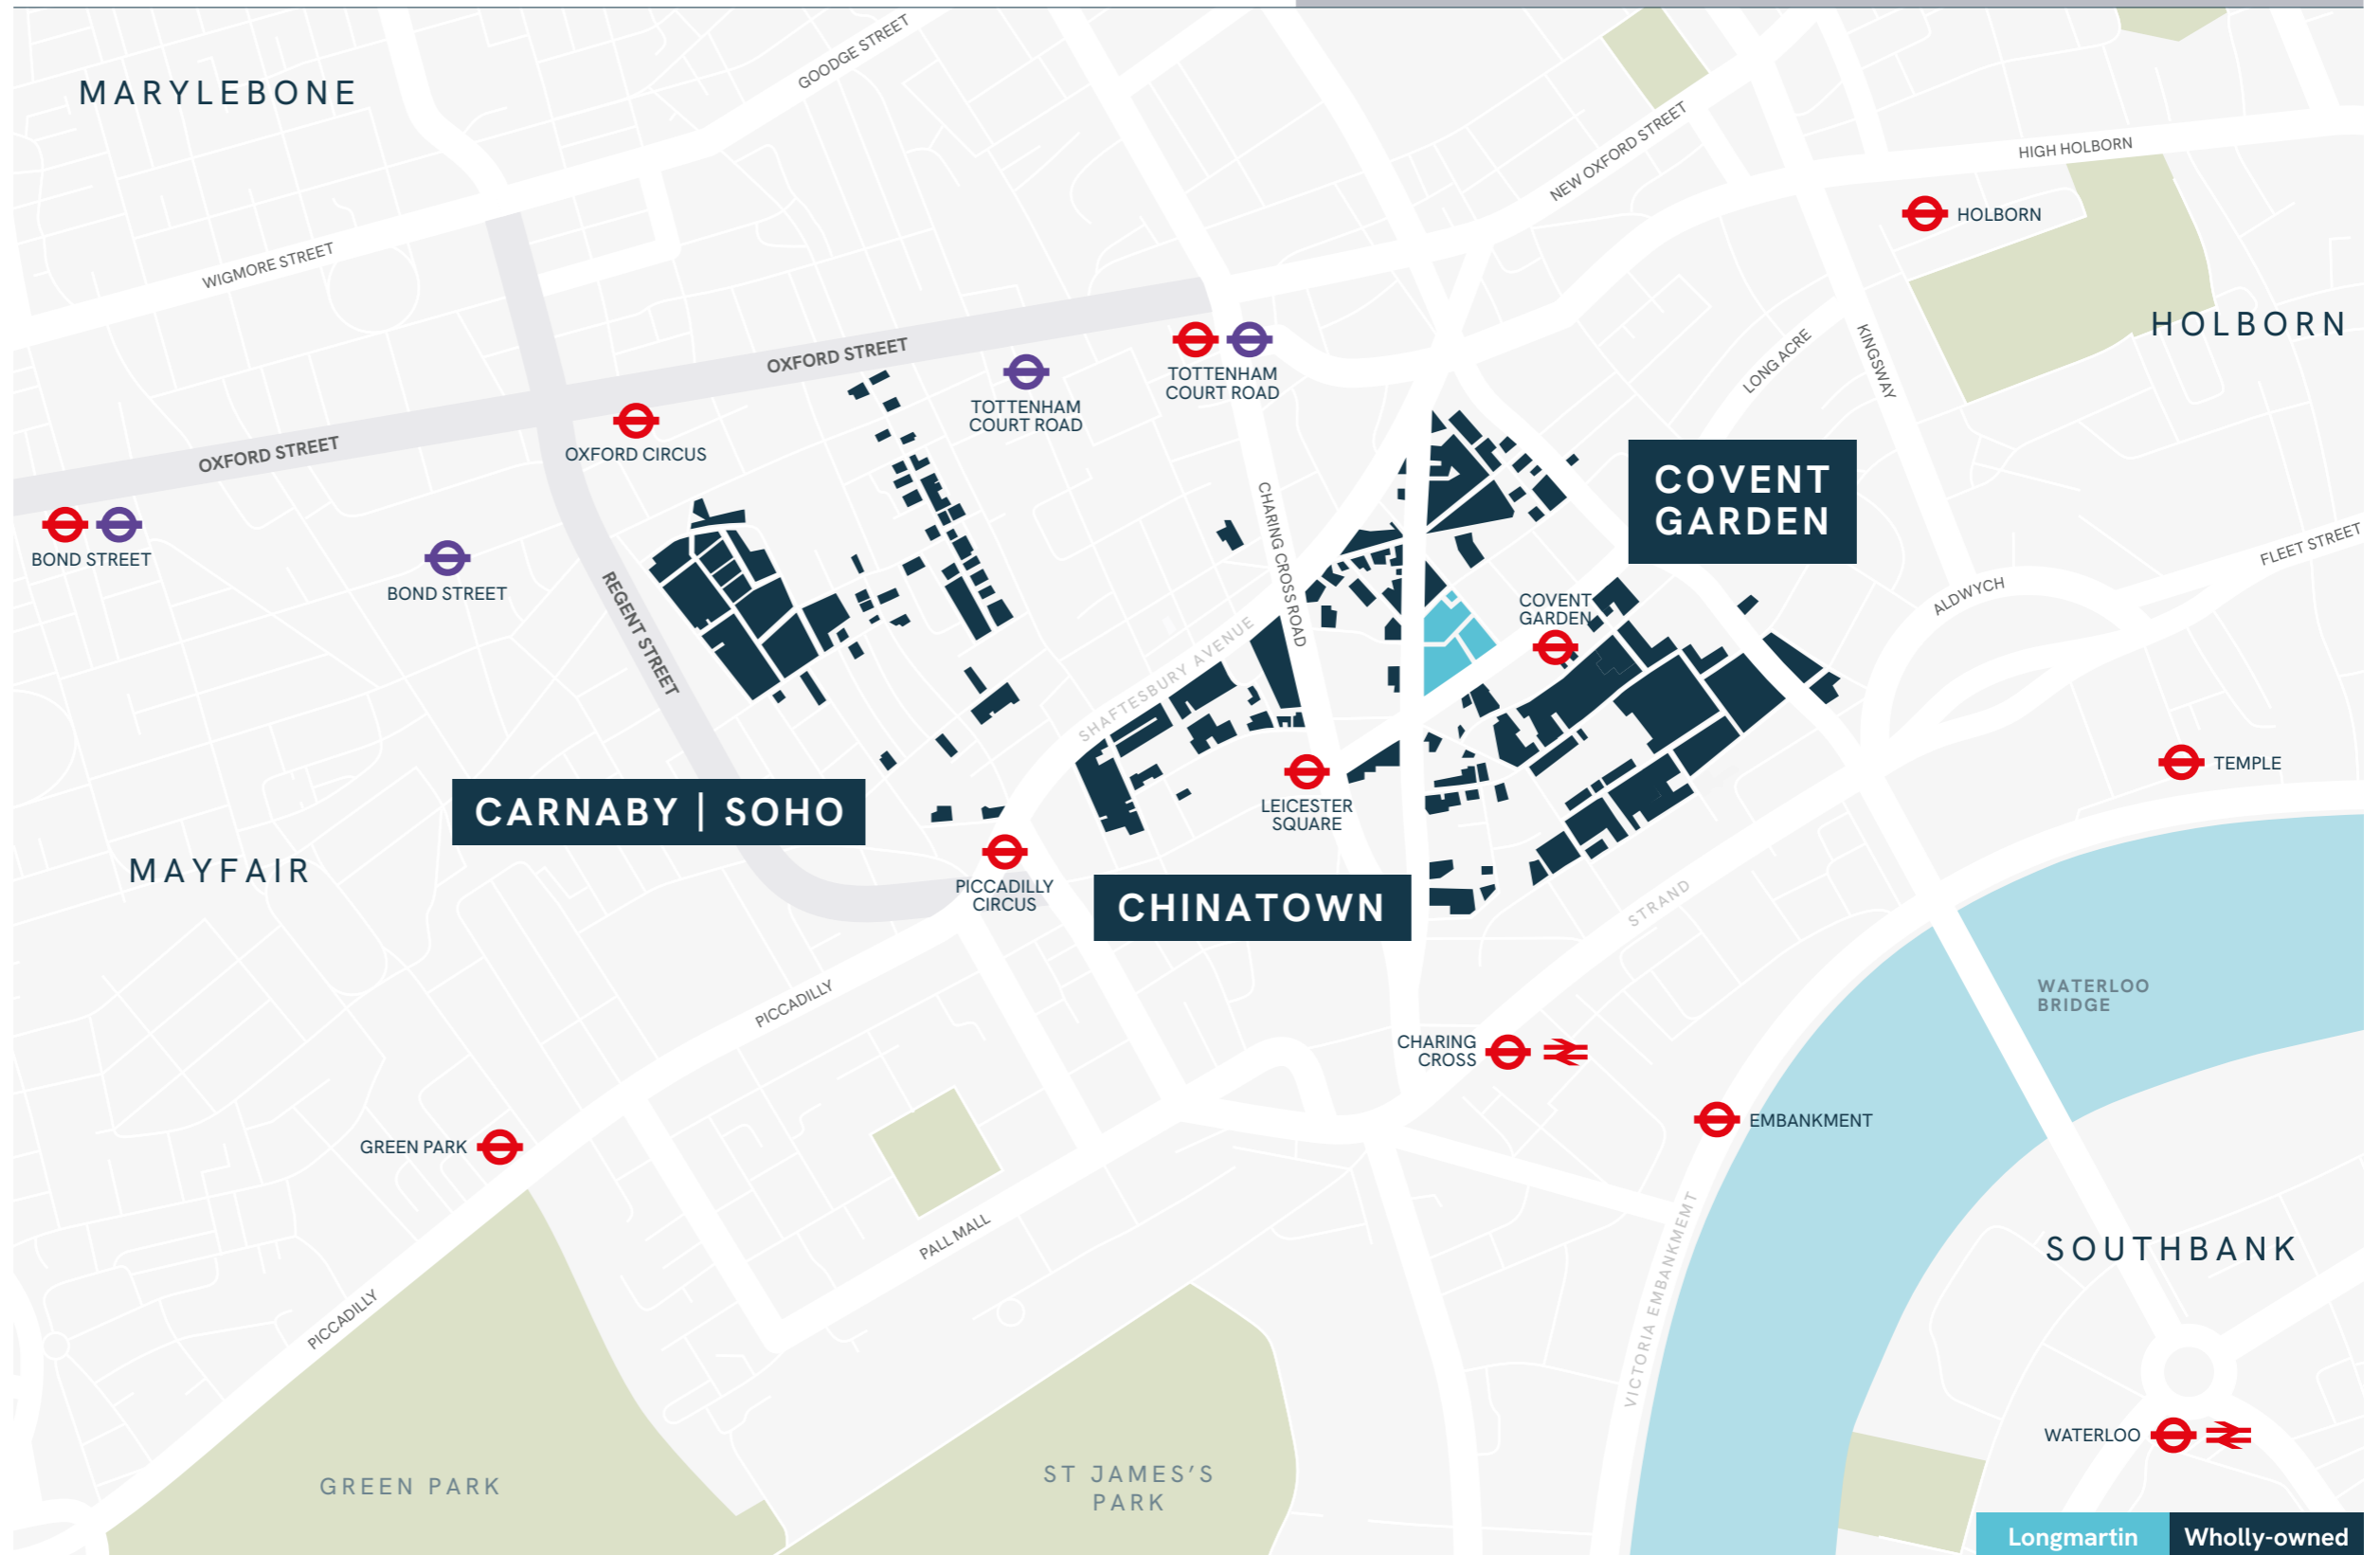 GOODGE STREET
MARYLEBONE
NEW OXFORD STREET
HIGH HOLBORN
HOLBORN
WIGMORE STREET
HOLBORN
OXFORD STREET
TOTTENHAM
COURT ROAD
TOTTENHAM
COURT ROAD
LONG ACRE
KINGSWAY
OXFORD STREET
OXFORD CIRCUS
COVENT
GARDEN
BOND STREET
BOND STREET
CHARING CROSS ROAD
FLEET STREET
ALDWYCH
REGENT STREET
COVENT
GARDEN
SHAFTESBURY AVENUE
TEMPLE
CARNABY | SOHO
LEICESTER
SQUARE
MAYFAIR
PICCADILLY
CIRCUS
CHINATOWN
STRAND
PICCADILLY
WATERLOO
BRIDGE
CHARING
CROSS
EMBANKMENT
GREEN PARK
PALL MALL
VICTORIA EMBANKMEMT
SOUTHBANK
PICCADILLY
WATERLOO
GREEN PARK
ST JAMES’S
PARK
Longmartin
Wholly-owned